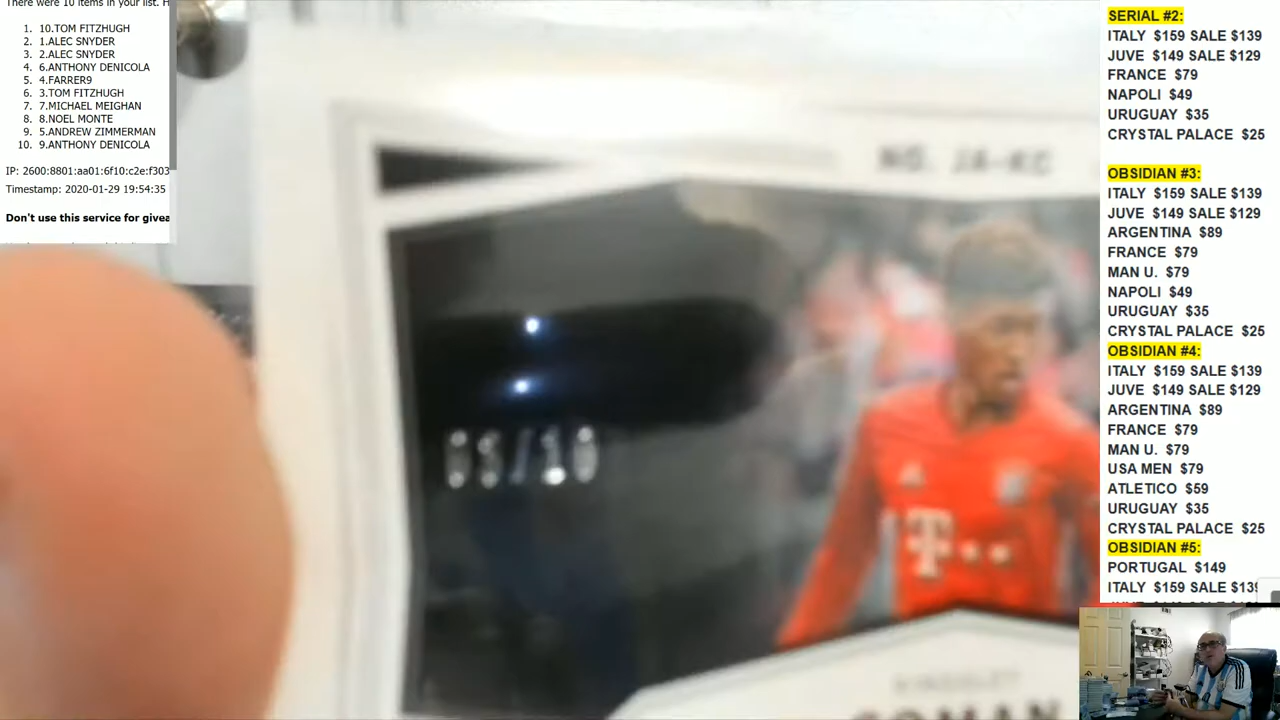 There were 10 items in your list. H
1. 10.TOM FITZHUGH
2. 1.ALEC SNYDER
3. 2.ALEC SNYDER
4. 6.ANTHONY DENICOLA
5. 4.FARRER9
6. 3.TOM FITZHUGH
7. 7.MICHAEL MEIGHAN
8. 8.NOEL MONTE
9. 5.ANDREW ZIMMERMAN
10. 9.ANTHONY DENICOLA
IP: 2600:8801:aa01:6f10:c2e:f303
Timestamp: 2020-01-29 19:54:35
Don't use this service for givea
NO. JA-KC
05/10
T
KINGSLEY
COMAN
SERIAL #2:
ITALY $159 SALE $139
JUVE $149 SALE $129
FRANCE $79
NAPOLI $49
URUGUAY $35
CRYSTAL PALACE $25
OBSIDIAN #3:
ITALY $159 SALE $139
JUVE $149 SALE $129
ARGENTINA $89
FRANCE $79
MAN U. $79
NAPOLI $49
URUGUAY $35
CRYSTAL PALACE $25
OBSIDIAN #4:
ITALY $159 SALE $139
JUVE $149 SALE $129
ARGENTINA $89
FRANCE $79
MAN U. $79
USA MEN $79
ATLETICO $59
URUGUAY $35
CRYSTAL PALACE $25
OBSIDIAN #5:
PORTUGAL $149
ITALY $159 SALE $139